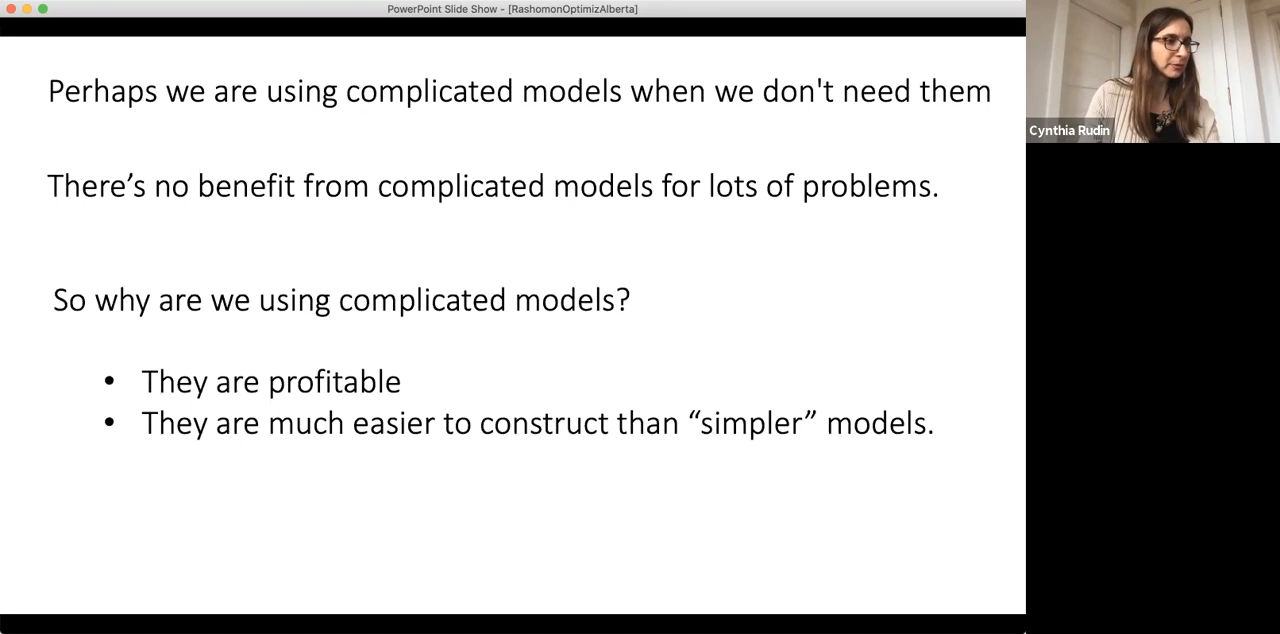 PowerPoint Slide Show - [RashomonOptimizAlberta]
Perhaps we are using complicated models when we don't need them
There’s no benefit from complicated models for lots of problems.
So why are we using complicated models?
• They are profitable
• They are much easier to construct than “simpler” models.
Cynthia Rudin